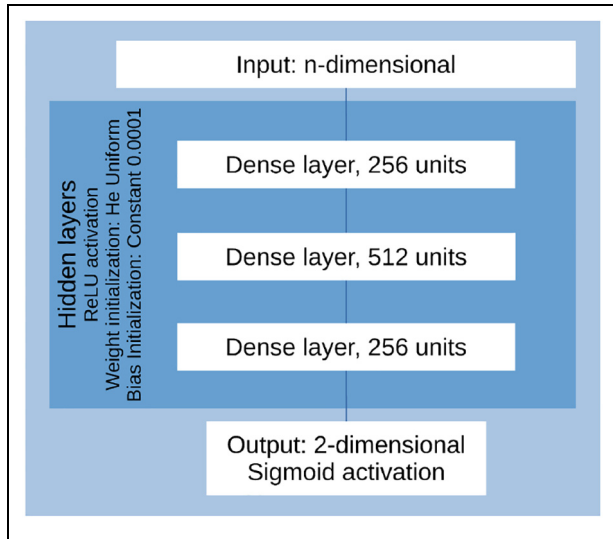 Input: n-dimensional
Hidden layers
ReLU activation
Weight initialization: He Uniform
Bias Initialization: Constant 0.0001
Dense layer, 256 units
Dense layer, 512 units
Dense layer, 256 units
Output: 2-dimensional
Sigmoid activation